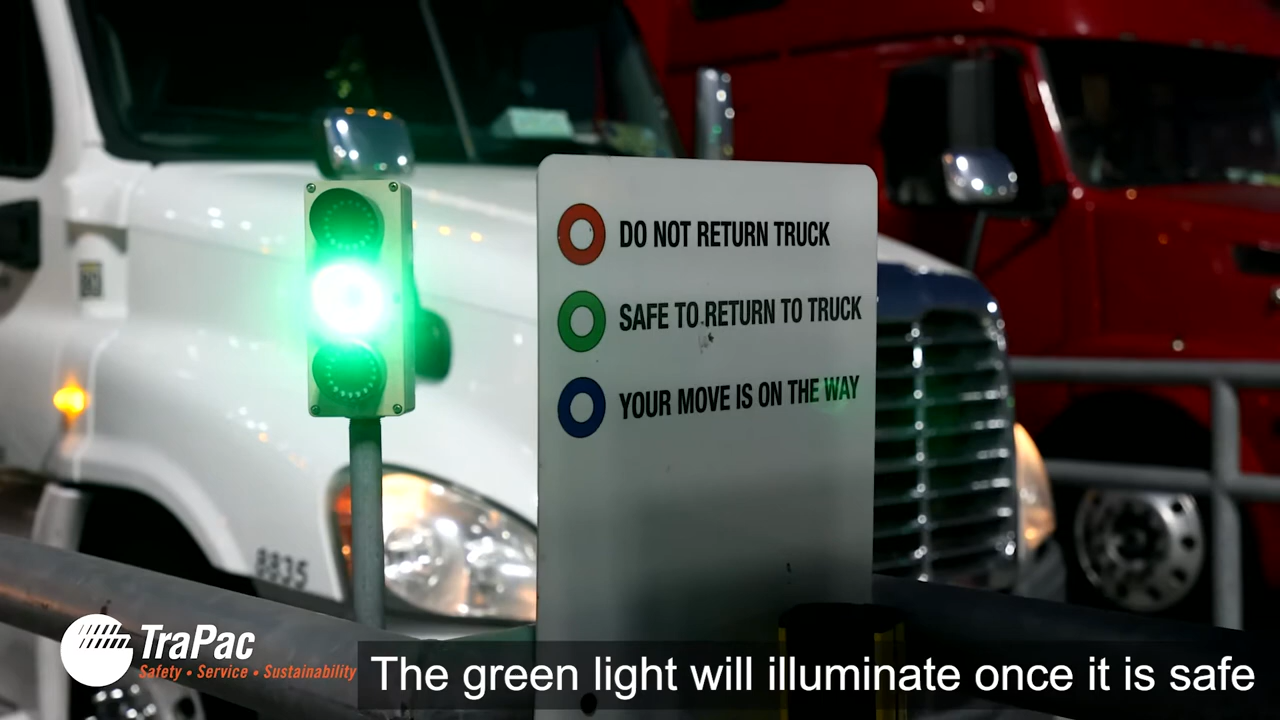 DO NOT RETURN TRUCK
SAFE TO RETURN TO TRUCK
YOUR MOVE IS ON THE WAY
8835
TraPac
Safety • Service • Sustainability
The green light will illuminate once it is safe